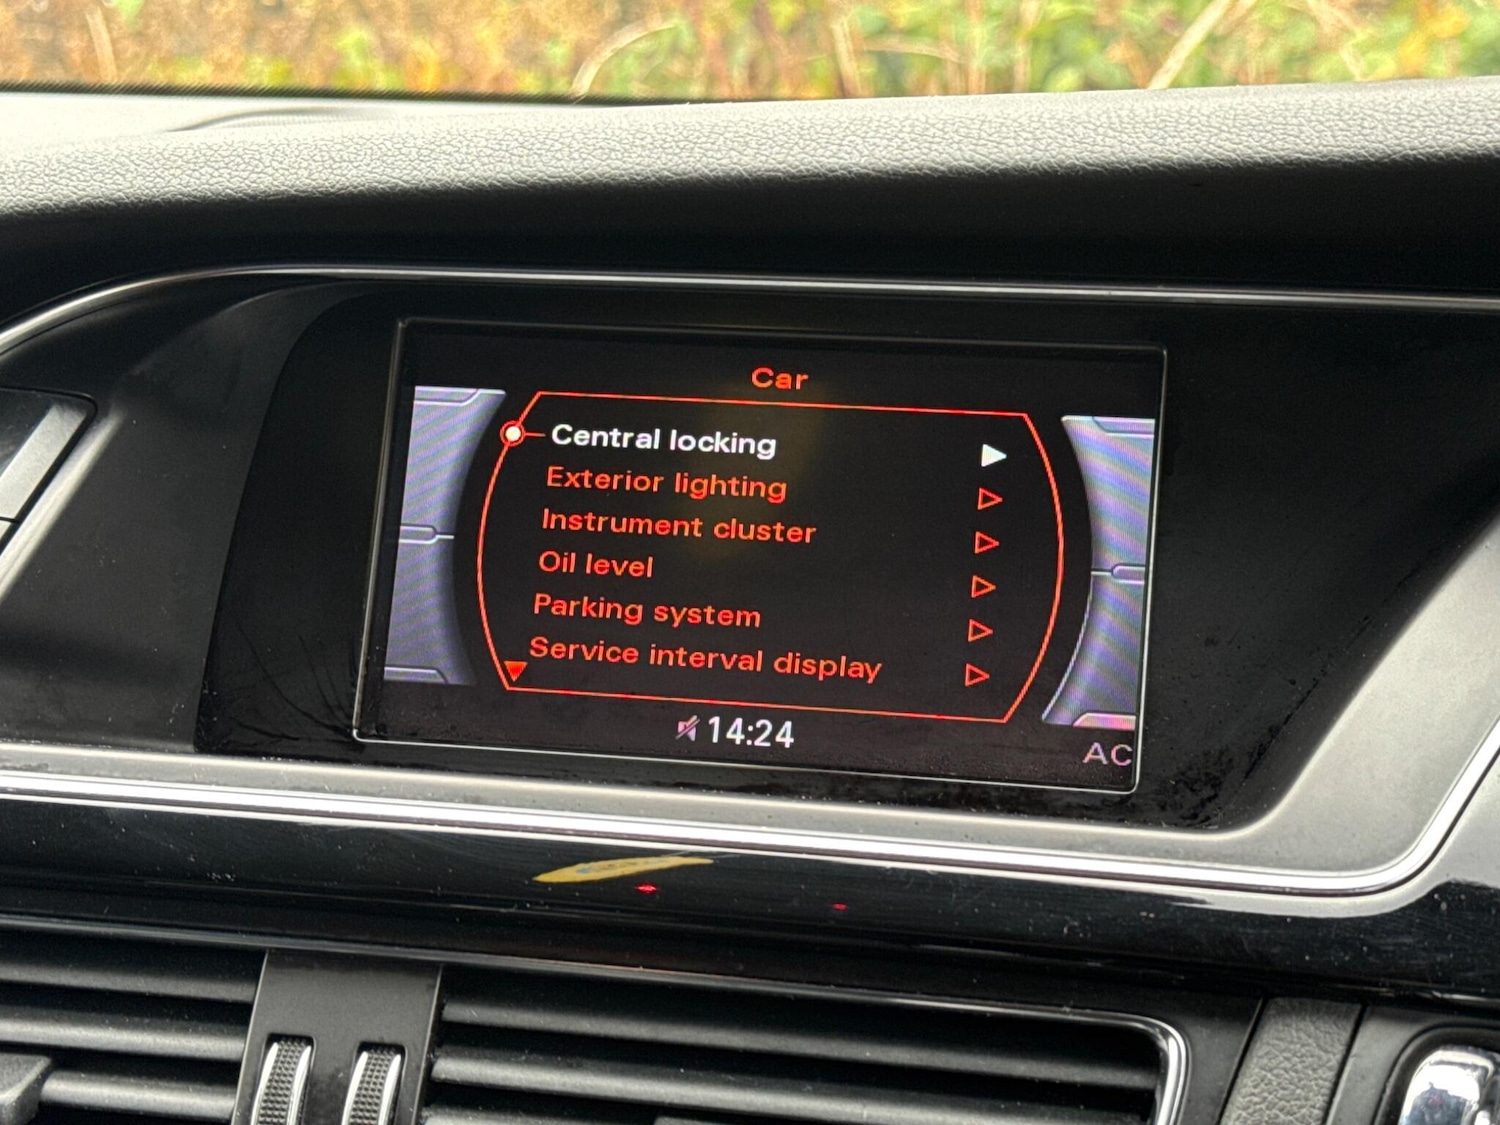 Car
Central locking
Exterior lighting
Instrument cluster
Oil level
Parking system
Service interval display
14:24
AC